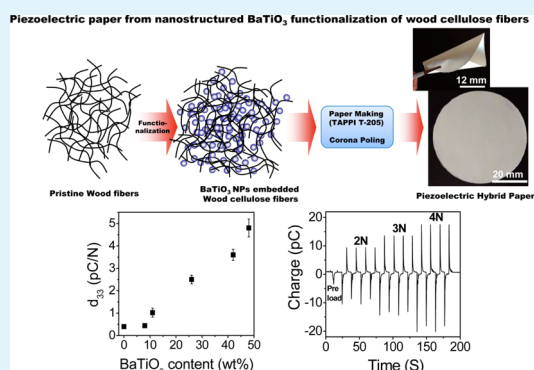 Piezoelectric paper from nanostructured BaTiO₃ functionalization of wood cellulose fibers
12 mm
Functio-
nalization
Paper Making
(TAPPI T-205)
Corona Poling
20 mm
Pristine Wood fibers
BaTiO₃ NPs embedded
Wood cellulose fibers
Piezoelectric Hybrid Paper
d₃₃ (pC/N)
5
4
3
2
1
0
0 10 20 30 40 50
BaTiO₃ content (wt%)
Charge (pC)
20
10
0
-10
-20
Pre
load
2N
3N
4N
0 50 100 150 200
Time (S)